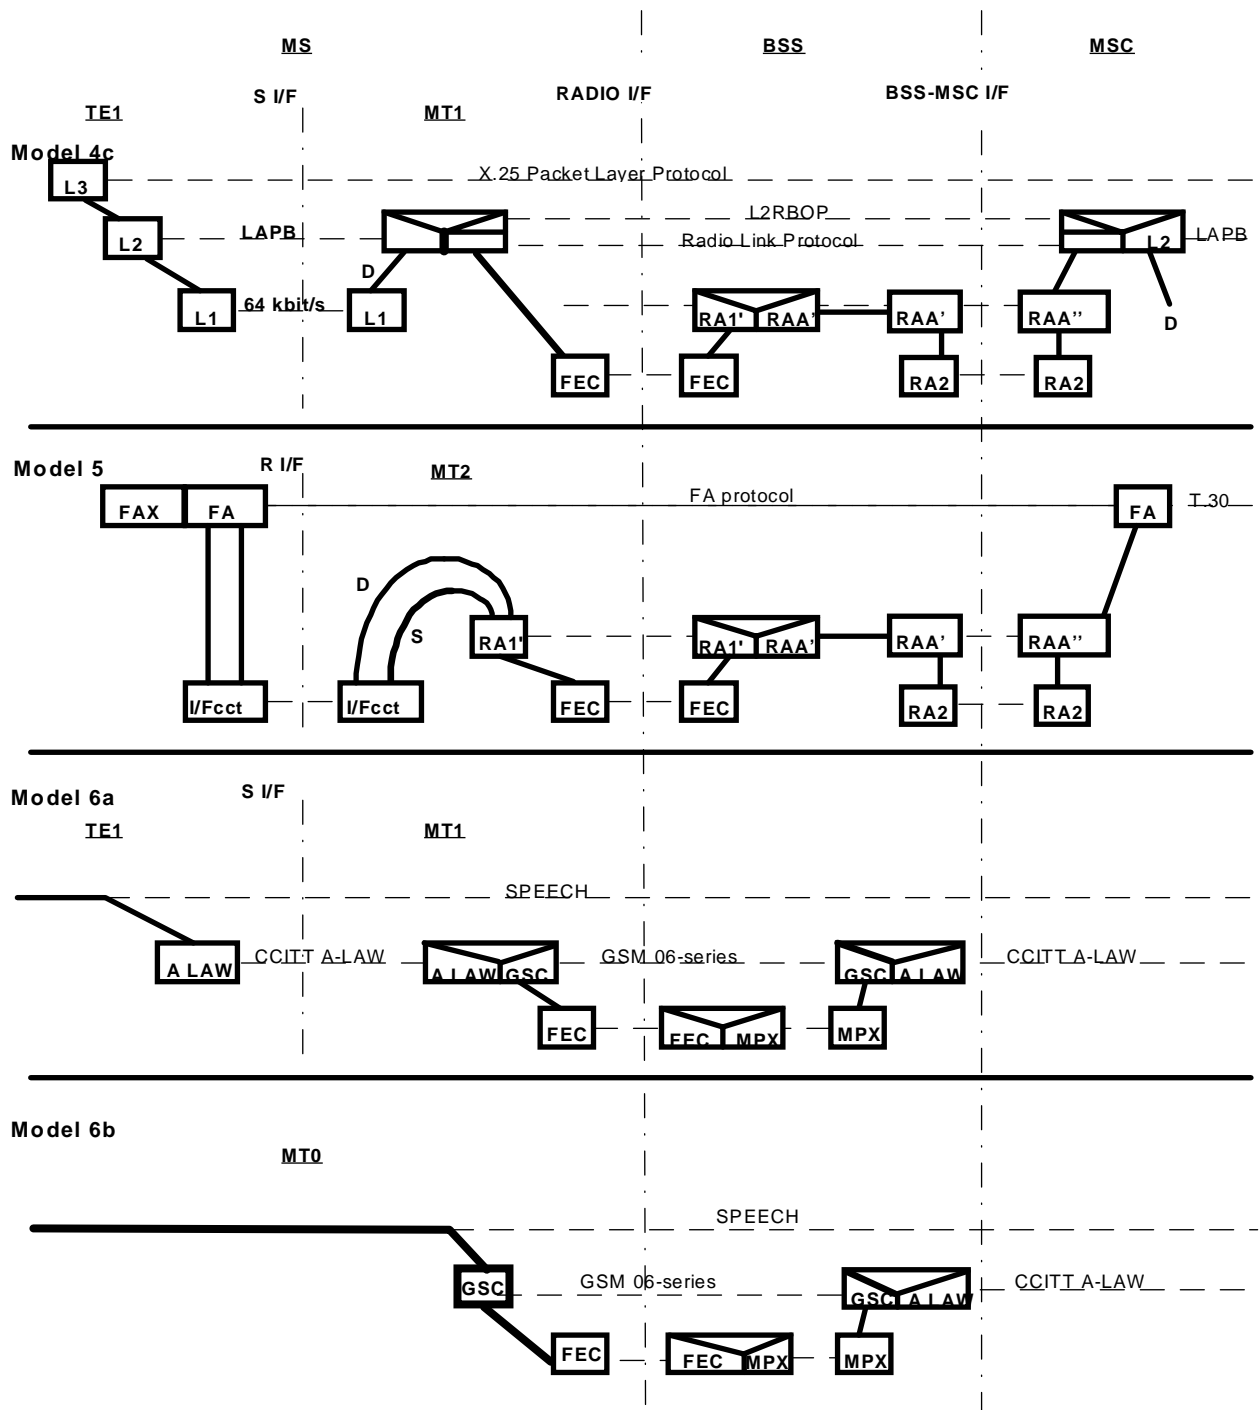 MS BSS MSC
S I/F RADIO I/F BSS-MSC I/F
TE1 MT1
Model 4c
L3 X.25 Packet Layer Protocol
L2RBOP
L2 LAPB Radio Link Protocol L2 LAPB
D
L1 64 kbit/s L1 RA1' RAA' RAA' RAA'' D
FEC FEC RA2 RA2
Model 5 R I/F MT2
FAX FA FA protocol FA T.30
D
S
RA1' RA1' RAA' RAA' RAA''
I/Fcct I/Fcct FEC FEC RA2 RA2
Model 6a S I/F
TE1 MT1
SPEECH
A LAW CCITT A-LAW A LAW GSC GSM 06-series GSC A LAW CCITT A-LAW
FEC FEC MPX MPX
Model 6b
MT0
SPEECH
GSC GSM 06-series GSC A LAW CCITT A-LAW
FEC FEC MPX MPX